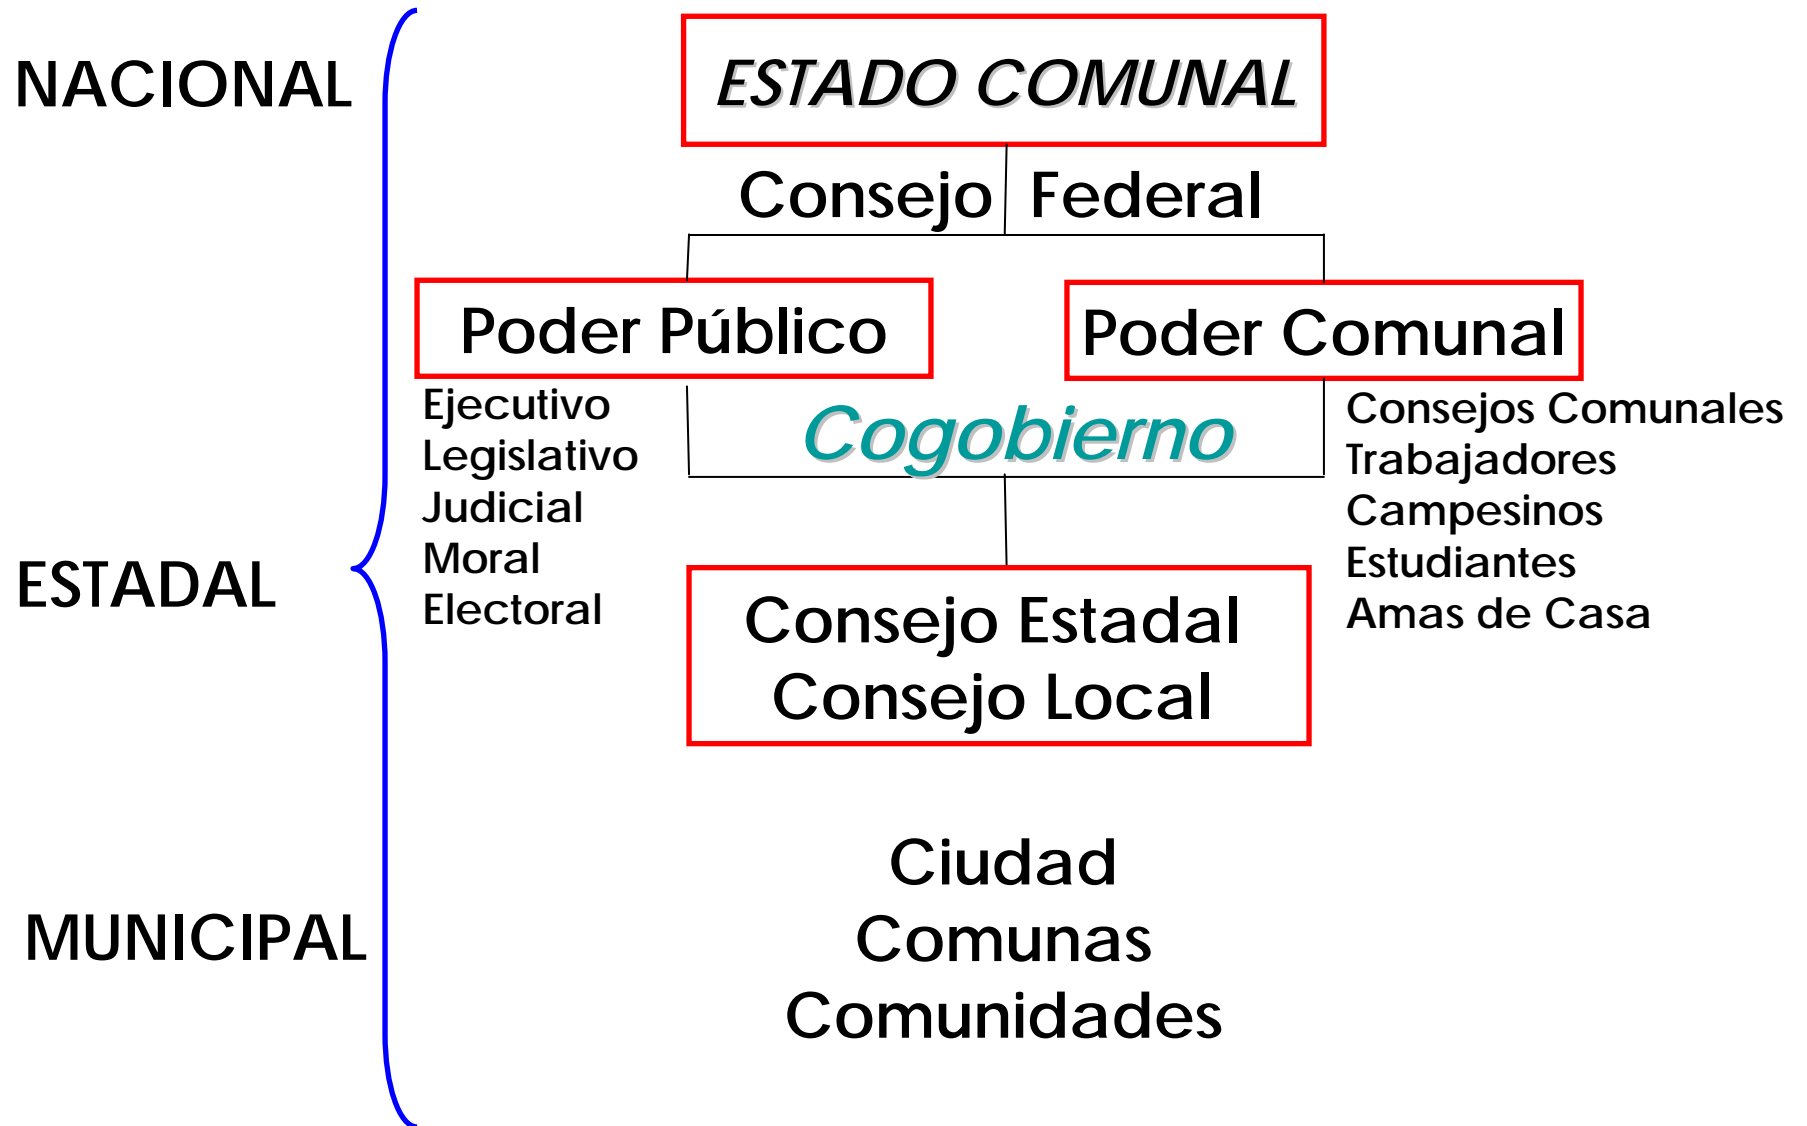 NACIONAL
ESTADO COMUNAL
Consejo Federal
Poder Público
Poder Comunal
Ejecutivo
Legislativo
Judicial
Moral
Electoral
Cogobierno
Consejos Comunales
Trabajadores
Campesinos
Estudiantes
Amas de Casa
ESTADAL
Consejo Estadal
Consejo Local
MUNICIPAL
Ciudad
Comunas
Comunidades